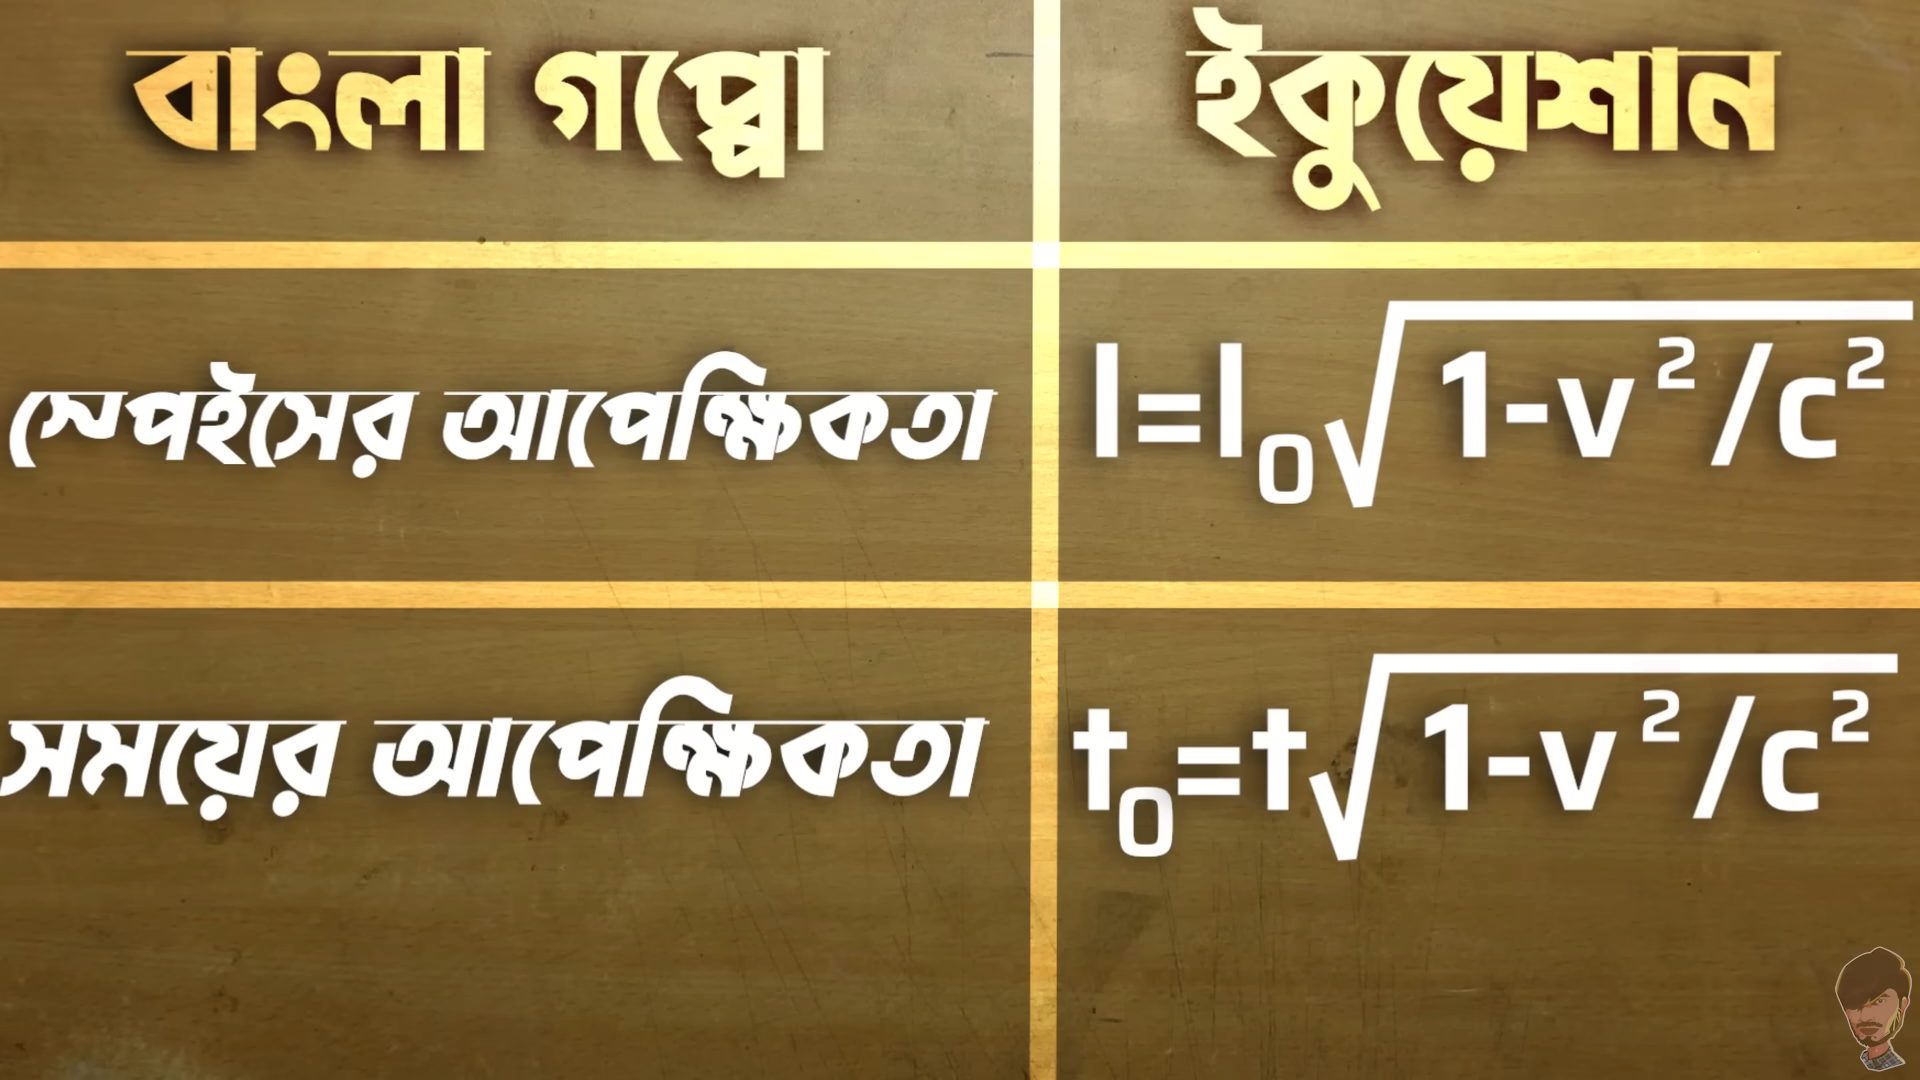 বাংলা গপ্পো
ইকুয়েশান
স্পেইসের আপেক্ষিকতা
l=l₀√1-v²/c²
সময়ের আপেক্ষিকতা
t₀=t√1-v²/c²